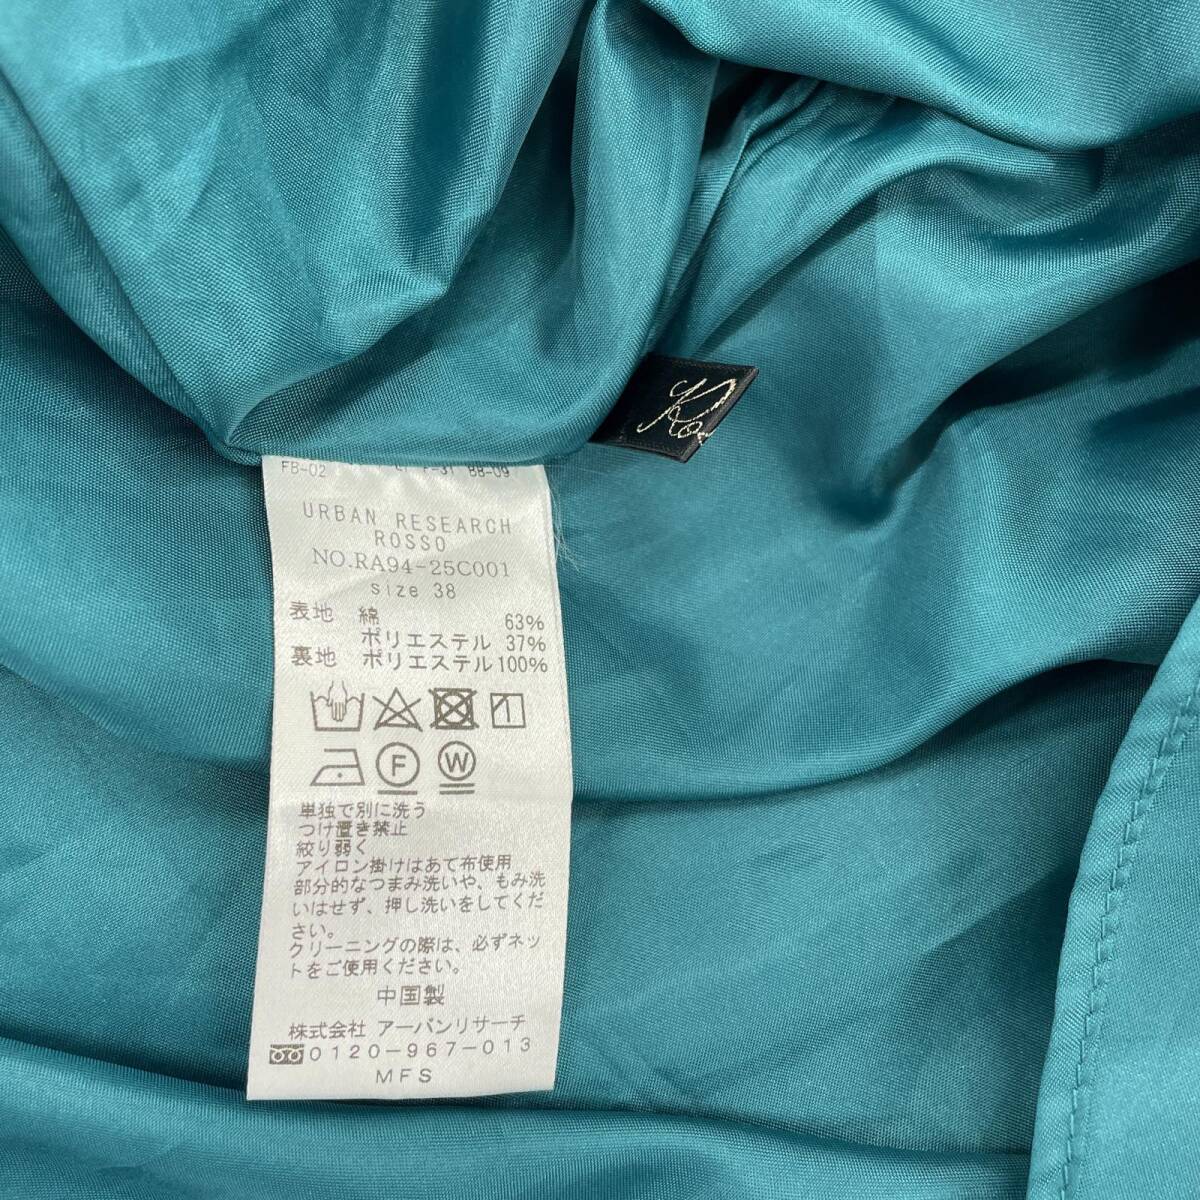 FB-02 BB-09
URBAN RESEARCH
ROSSO
NO.RA94-25C001
size 38
表地 綿 63%
ポリエステル 37%
裏地 ポリエステル 100%
F W
単独で別に洗う
つけ置き禁止
絞り弱く
アイロン掛けはあて布使用
部分的なつまみ洗いや、もみ洗
いはせず、押し洗いをしてくだ
さい。
クリーニングの際は、必ずネッ
トをご使用ください。
中国製
株式会社 アーバンリサーチ
0120-967-013
MFS